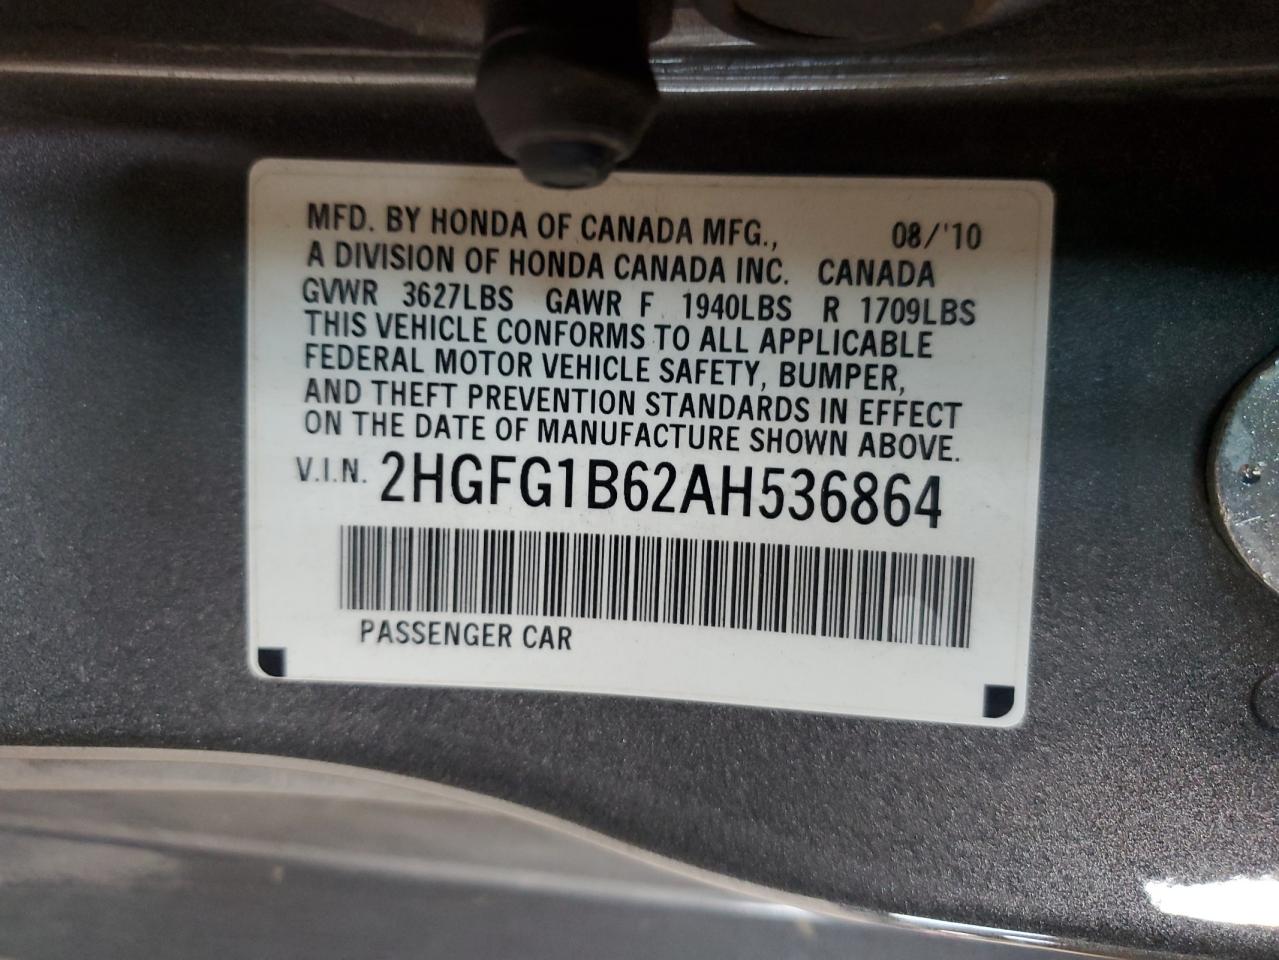 MFD. BY HONDA OF CANADA MFG., 08/'10
A DIVISION OF HONDA CANADA INC. CANADA
GVWR 3627LBS GAWR F 1940LBS R 1709LBS
THIS VEHICLE CONFORMS TO ALL APPLICABLE
FEDERAL MOTOR VEHICLE SAFETY, BUMPER,
AND THEFT PREVENTION STANDARDS IN EFFECT
ON THE DATE OF MANUFACTURE SHOWN ABOVE.
V.I.N. 2HGFG1B62AH536864
PASSENGER CAR